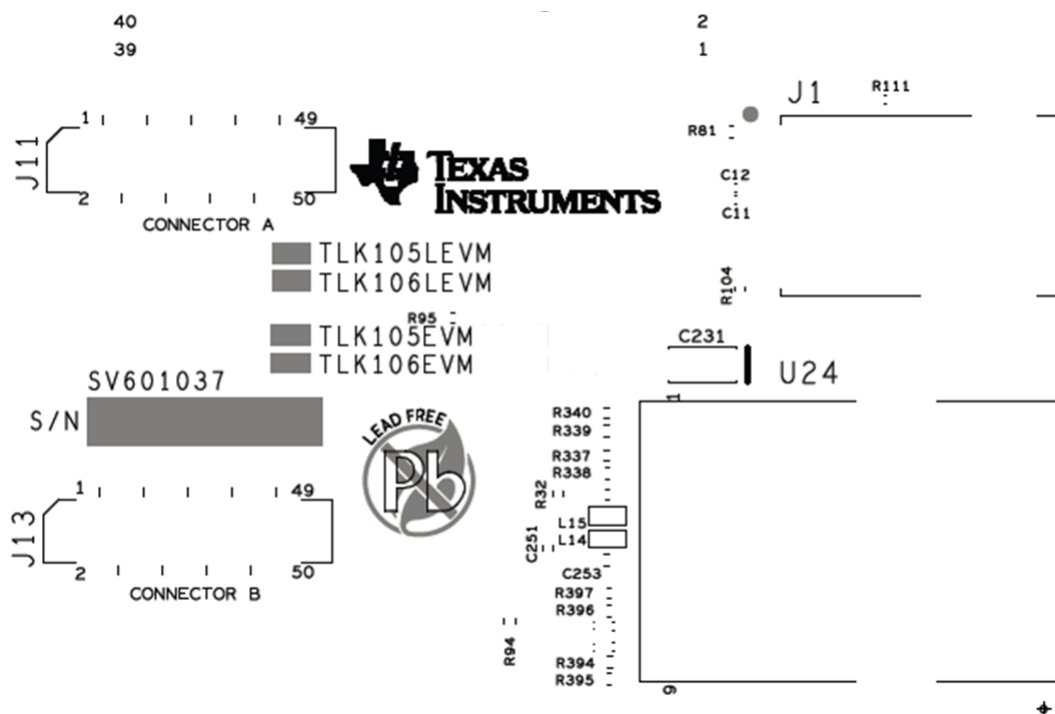 40
39
2
1
J1
R111
1
49
J11
2
50
CONNECTOR A
TEXAS
INSTRUMENTS
R81
C12
C11
R104
TLK105LEVM
TLK106LEVM
R95
TLK105EVM
TLK106EVM
C231
U24
1
SV601037
S/N
LEAD FREE
Pb
R340
R339
R337
R338
R32
L15
L14
C251
C253
R397
R396
R94
R394
R395
9
1
49
J13
2
50
CONNECTOR B